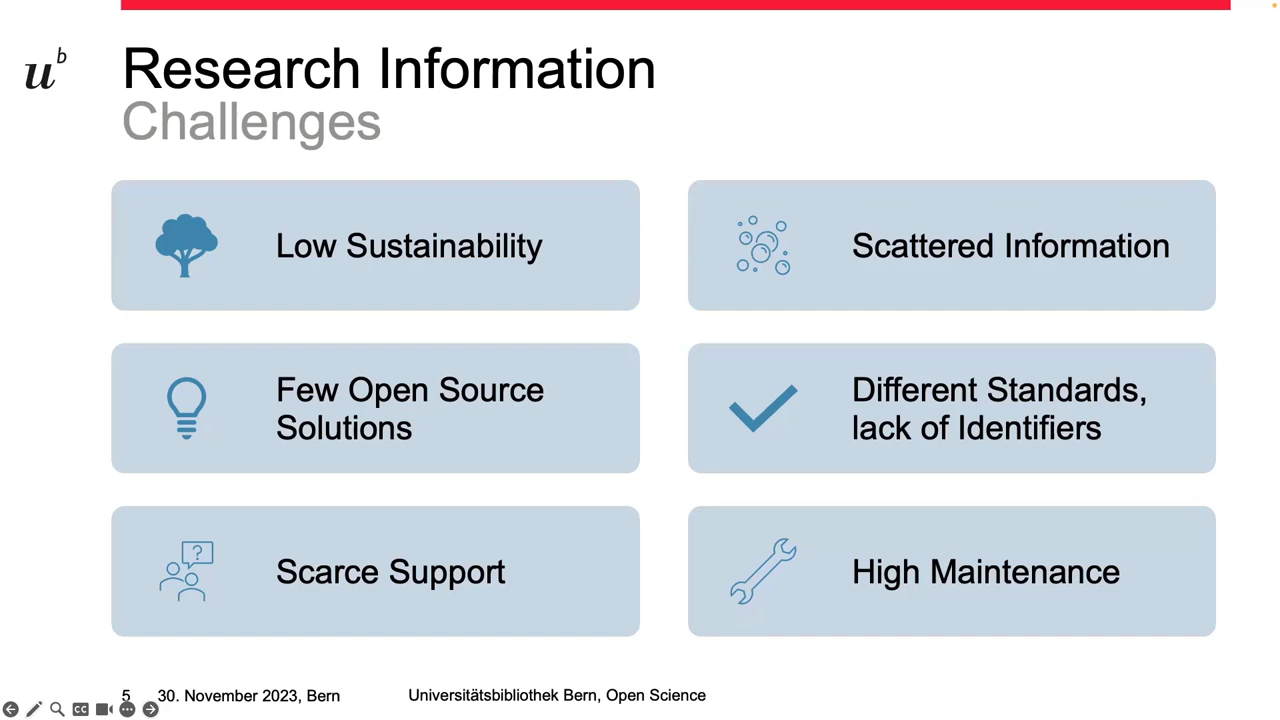 u b
Research Information
Challenges
Low Sustainability
Scattered Information
Few Open Source
Solutions
Different Standards,
lack of Identifiers
?
Scarce Support
High Maintenance
5 30. November 2023, Bern Universitätsbibliothek Bern, Open Science
CC